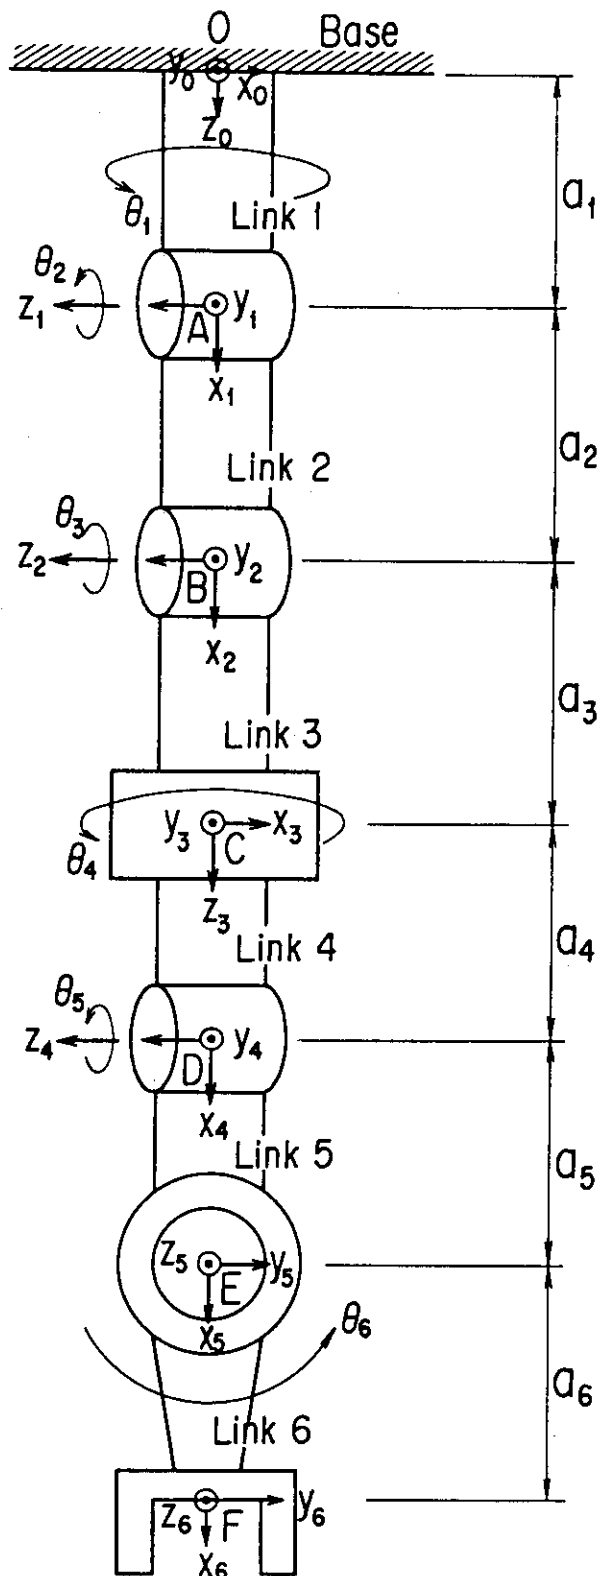 O Base
y₀ x₀
z₀
a₁
θ₁ Link 1
θ₂
z₁ A y₁
x₁
a₂
Link 2
θ₃
z₂ B y₂
x₂
a₃
Link 3
y₃ C x₃
θ₄
z₃
a₄
Link 4
θ₅
z₄ D y₄
x₄
Link 5
a₅
z₅ E y₅
x₅ θ₆
a₆
Link 6
z₆ F y₆
x₆